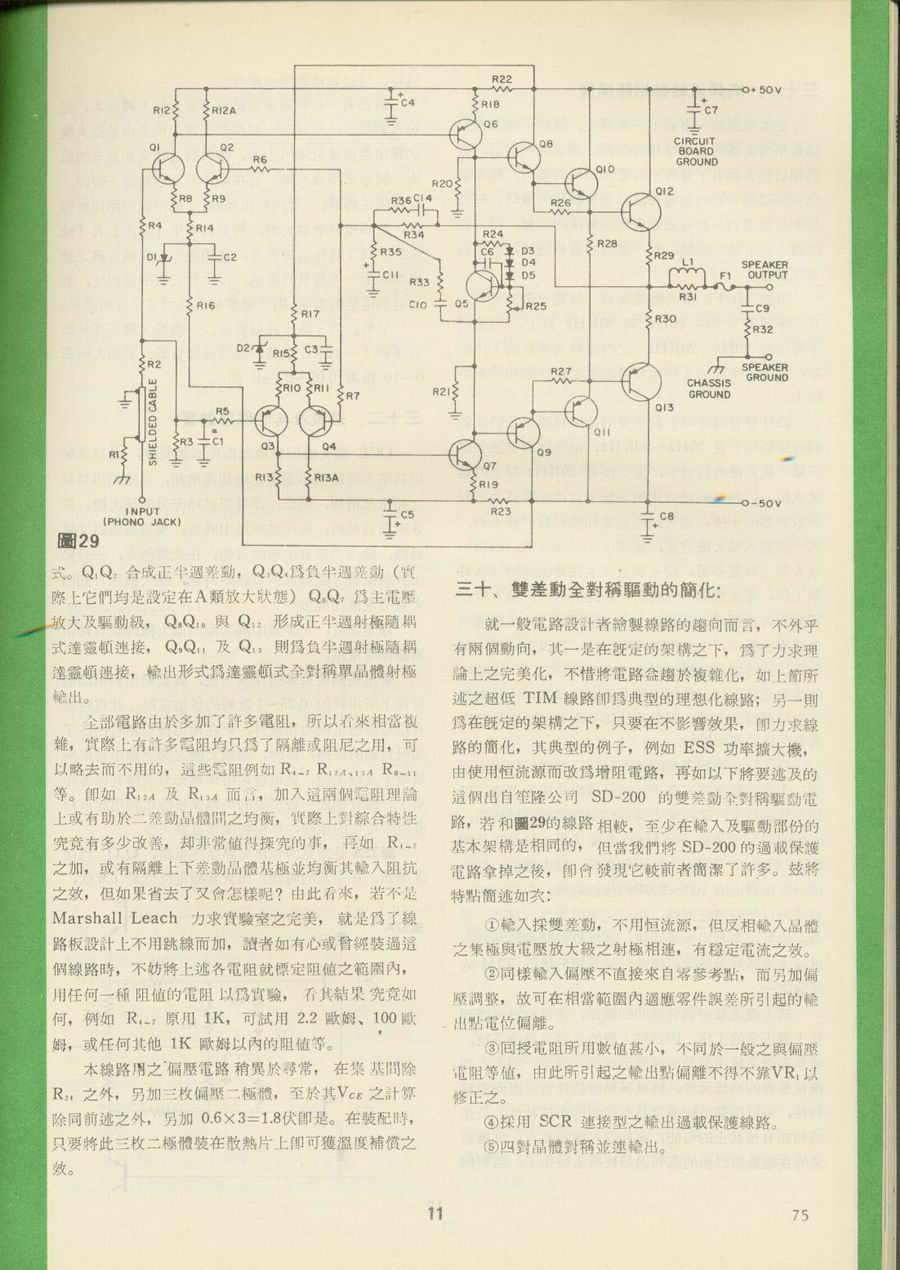 R22
+50V
R12
R12A
C4
R18
C7
Q6
Q1
Q2
Q8
CIRCUIT
BOARD
GROUND
R6
Q10
R20
Q12
R8
R9
R36
C14
R26
R4
R14
R34
R24
R28
D1
C2
R35
C6
D3
D4
D5
R29
L1
SPEAKER
OUTPUT
F1
C11
R33
C10
Q5
R25
R31
R16
R17
C9
R30
R32
D2
R15
C3
R2
R27
CHASSIS
GROUND
SPEAKER
GROUND
R10
R11
R7
R21
Q13
SHIELDED CABLE
R5
R3
C1
Q3
Q4
Q11
Q9
R1
R13
R13A
Q7
R19
INPUT
(PHONO JACK)
C5
R23
-50V
C8
圖29
式。Q₁Q₂ 合成正半週差動，Q₃Q₄爲負半週差動（實
際上它們均是設定在A類放大狀態）Q₆Q₇ 爲主電壓
放大及驅動級，Q₈Q₁₀ 與 Q₁₂ 形成正半週射極隨耦
式達靈頓連接，Q₉Q₁₁ 及 Q₁₃ 則爲負半週射極隨耦
達靈頓連接，輸出形式爲達靈頓式全對稱單晶體射極
輸出。
全部電路由於多加了許多電阻，所以看來相當複
雜，實際上有許多電阻均只爲了隔離或阻尼之用，可
以略去而不用的，這些電阻例如 R₄~₇ R₁₂A、₁₃A R₈~₁₁
等。卽如 R₁₂A 及 R₁₃A 而言，加入這兩個電阻理論
上或有助於二差動晶體間之均衡，實際上對綜合特性
究竟有多少改善，却非常值得探究的事，再如 R₄~₇
之加，或有隔離上下差動晶體基極並均衡其輸入阻抗
之效，但如果省去了又會怎樣呢？由此看來，若不是
Marshall Leach 力求實驗室之完美，就是爲了線
路板設計上不用跳線而加，讀者如有心或曾經裝過這
個線路時，不妨將上述各電阻就標定阻值之範圍內，
用任何一種阻值的電阻以爲實驗，看其結果究竟如
何，例如 R₄~₇ 原用 1K，可試用 2.2 歐姆、100 歐
姆，或任何其他 1K 歐姆以內的阻值等。
本線路用之偏壓電路稍異於尋常，在集基間除
R₂₄ 之外，另加三枚偏壓二極體，至於其VCE 之計算
除同前述之外，另加 0.6×3=1.8伏卽是。在裝配時，
只要將此三枚二極體裝在散熱片上卽可獲溫度補償之
效。
三十、雙差動全對稱驅動的簡化：
就一般電路設計者繪製線路的趨向而言，不外乎
有兩個動向，其一是在旣定的架構之下，爲了力求理
論上之完美化，不惜將電路益趨於複雜化，如上節所
述之超低 TIM 線路卽爲典型的理想化線路；另一則
爲在旣定的架構之下，只要在不影響效果，卽力求線
路的簡化，其典型的例子，例如 ESS 功率擴大機，
由使用恒流源而改爲增阻電路，再如以下將要述及的
這個出自笙隆公司 SD-200 的雙差動全對稱驅動電
路，若和圖29的線路相較，至少在輸入及驅動部份的
基本架構是相同的，但當我們將 SD-200 的過載保護
電路拿掉之後，卽會發現它較前者簡潔了許多。玆將
特點簡述如次：
①輸入採雙差動，不用恒流源，但反相輸入晶體
之集極與電壓放大級之射極相連，有穩定電流之效。
②同樣輸入偏壓不直接來自零參考點，而另加偏
壓調整，故可在相當範圍內適應零件誤差所引起的輸
出點電位偏離。
③回授電阻所用數值甚小，不同於一般之與偏壓
電阻等値，由此所引起之輸出點偏離不得不靠VR₁ 以
修正之。
④採用 SCR 連接型之輸出過載保護線路。
⑤四對晶體對稱並連輸出。
11
75